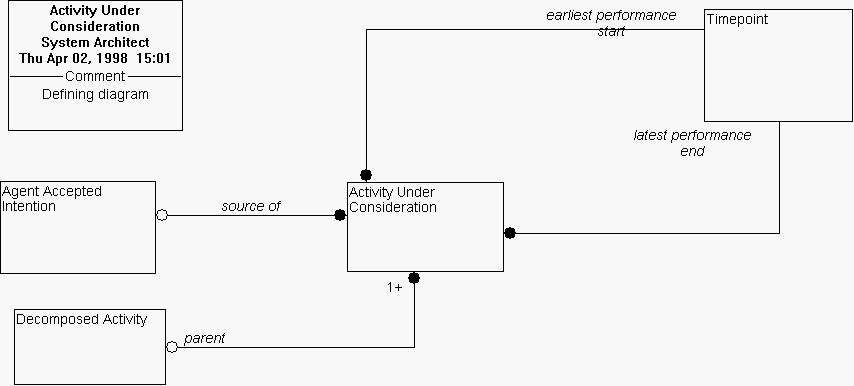 Activity Under
Consideration
System Architect
Thu Apr 02, 1998  15:01
Comment
Defining diagram
earliest performance
start
Timepoint
latest performance
end
Agent Accepted
Intention
source of
Activity Under
Consideration
1+
Decomposed Activity
parent